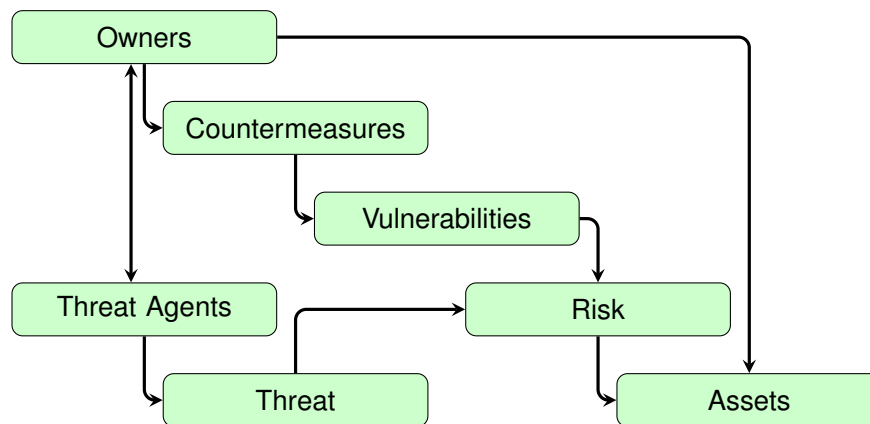 Owners
Countermeasures
Vulnerabilities
Threat Agents
Risk
Threat
Assets